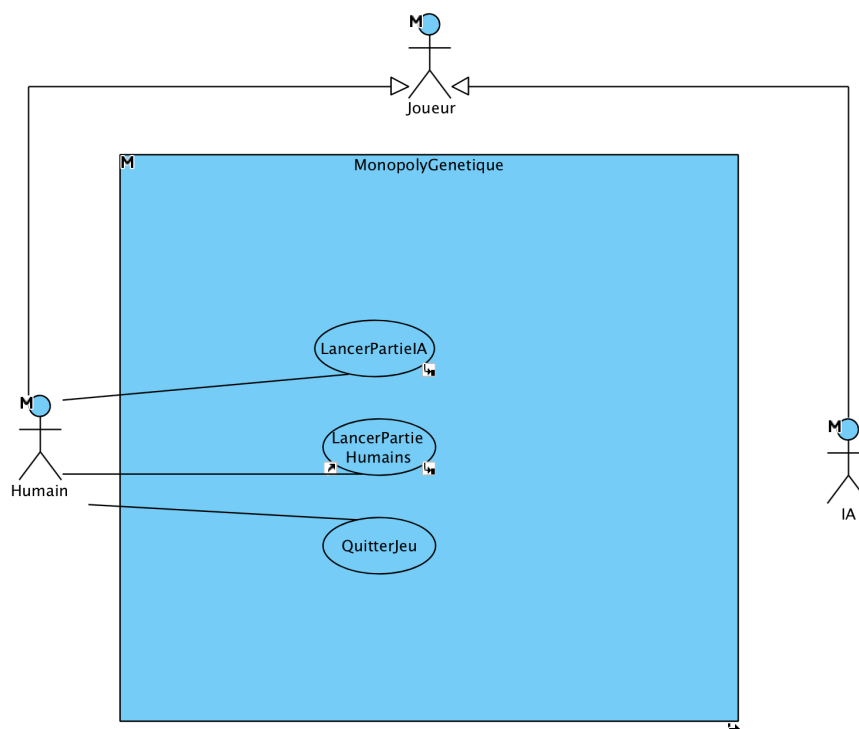 M
Joueur
M
MonopolyGenetique
LancerPartieIA
M
LancerPartie
Humains
Humain
M
IA
QuitterJeu